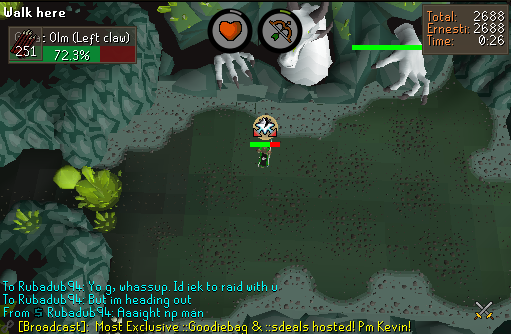 Walk here
Total: 2688
Ernesti: 2688
Time: 0:26
: Olm (Left claw)
251
72.3%
To Rubadub94: Yo g, whassup. Id iek to raid with u
To Rubadub94: But im heading out
From S Rubadub94: Aaaight np man
[Broadcast]: Most Exclusive ::Goodiebag & ::sdeals hosted! Pm Kevin!